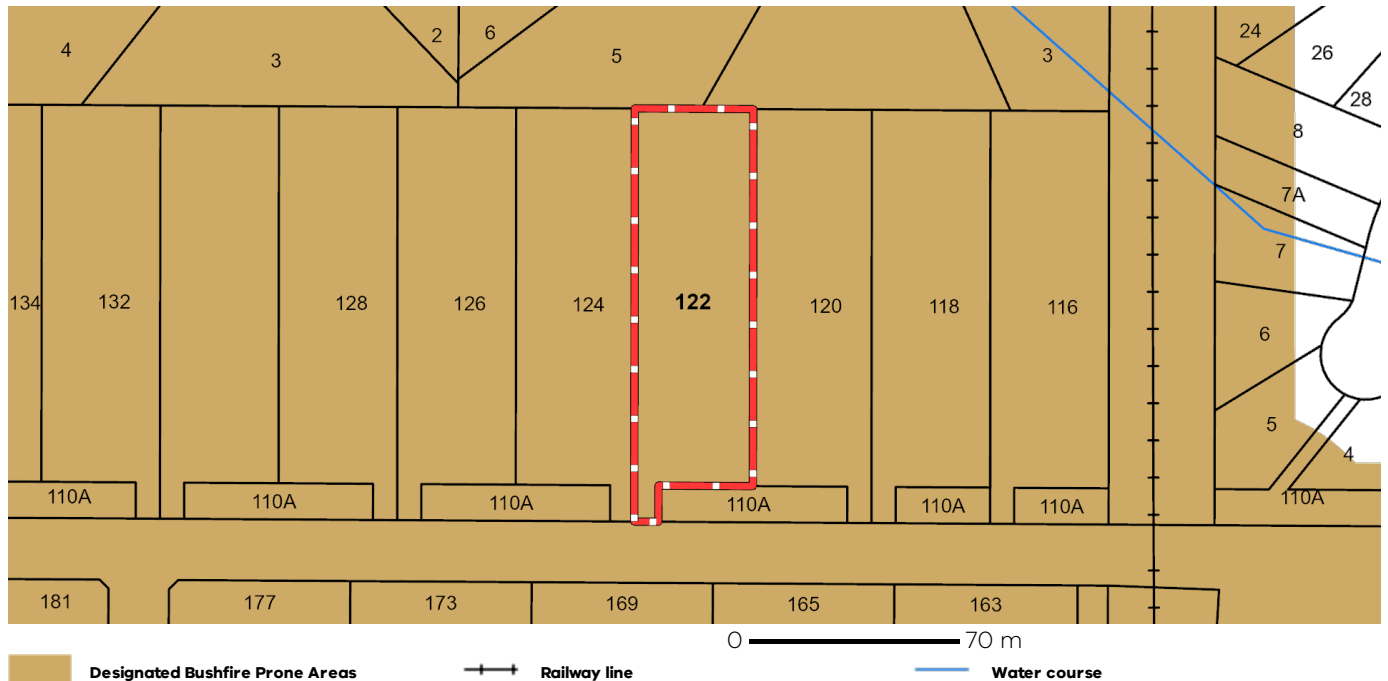 2 6 24
4 3 5 3 26
28
8
7A
7
134 132 128 126 124 122 120 118 116
6
5
4
110A 110A 110A 110A 110A 110A 110A
181 177 173 169 165 163
0 70 m
Designated Bushfire Prone Areas Railway line Water course